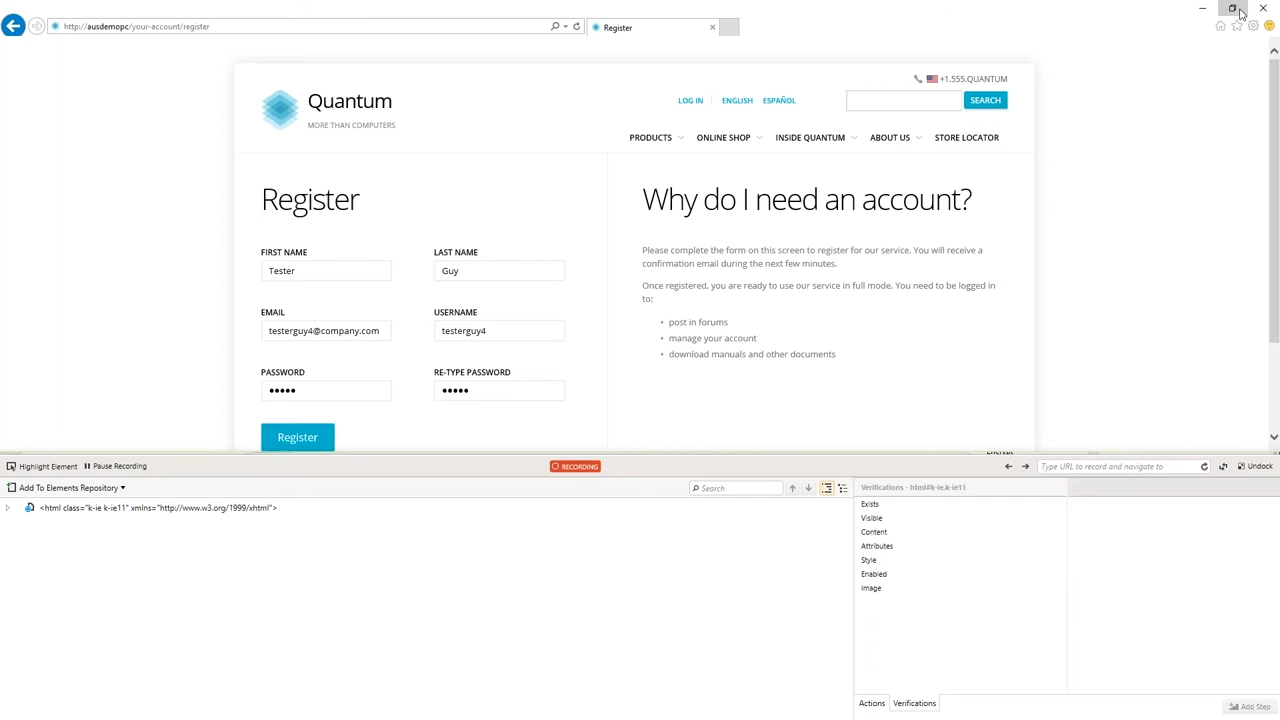 http://ausdemopc/your-account/register
Register
+1.555.QUANTUM
Quantum
MORE THAN COMPUTERS
LOG IN
ENGLISH
ESPAÑOL
SEARCH
PRODUCTS
ONLINE SHOP
INSIDE QUANTUM
ABOUT US
STORE LOCATOR
Register
FIRST NAME
LAST NAME
Tester
Guy
EMAIL
USERNAME
testerguy4@company.com
testerguy4
PASSWORD
RE-TYPE PASSWORD
•••••
•••••
Register
Why do I need an account?
Please complete the form on this screen to register for our service. You will receive a
confirmation email during the next few minutes.
Once registered, you are ready to use our service in full mode. You need to be logged in
to:
• post in forums
• manage your account
• download manuals and other documents
Highlight Element
Pause Recording
RECORDING
Type URL to record and navigate to
Undock
Add To Elements Repository
Search
<html class="k-ie k-ie11" xmlns="http://www.w3.org/1999/xhtml">
Verifications - html#k-ie.k-ie11
Exists
Visible
Content
Attributes
Style
Enabled
Image
Actions
Verifications
Add Step